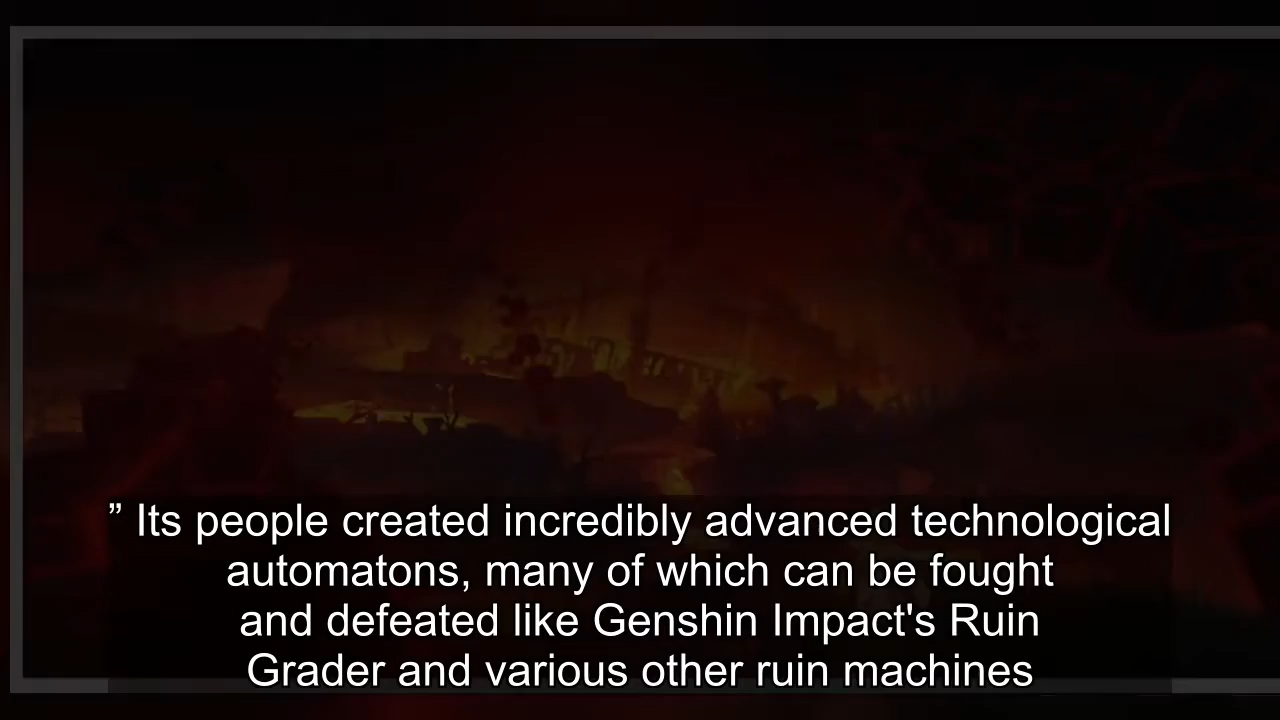 ” Its people created incredibly advanced technological
automatons, many of which can be fought
and defeated like Genshin Impact's Ruin
Grader and various other ruin machines